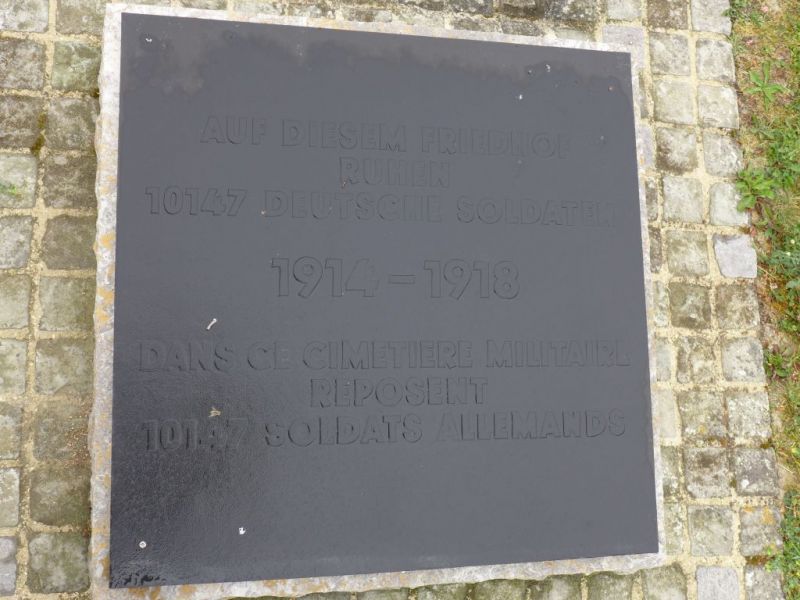 AUF DIESEM FRIEDHOF
RUHEN
10147 DEUTSCHE SOLDATEN
1914 – 1918
DANS CE CIMETIERE MILITAIRE
REPOSENT
10147 SOLDATS ALLEMANDS